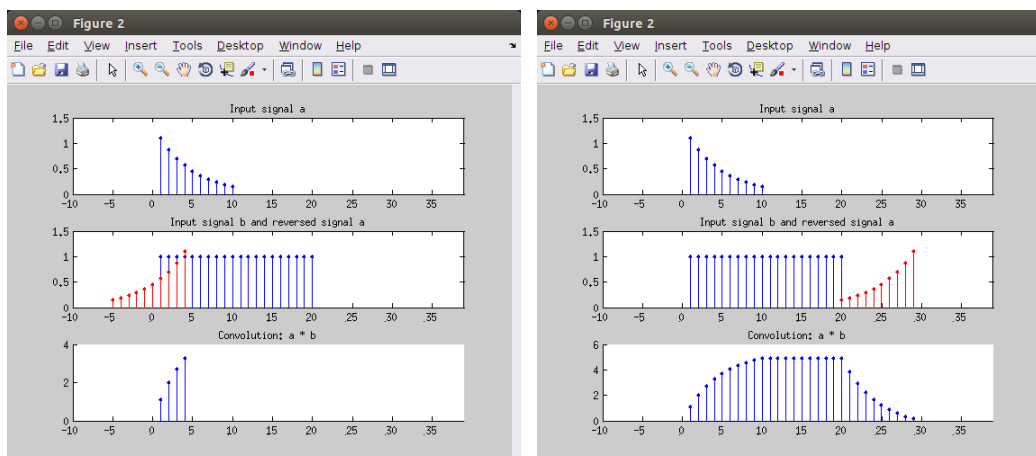 Figure 2
File Edit View Insert Tools Desktop Window Help
Input signal a
1.5
1
0.5
0
-10 -5 0 5 10 15 20 25 30 35
Input signal b and reversed signal a
1.5
1
0.5
0
-10 -5 0 5 10 15 20 25 30 35
Convolution: a * b
4
2
0
-10 -5 0 5 10 15 20 25 30 35
Figure 2
File Edit View Insert Tools Desktop Window Help
Input signal a
1.5
1
0.5
0
-10 -5 0 5 10 15 20 25 30 35
Input signal b and reversed signal a
1.5
1
0.5
0
-10 -5 0 5 10 15 20 25 30 35
Convolution: a * b
6
4
2
0
-10 -5 0 5 10 15 20 25 30 35